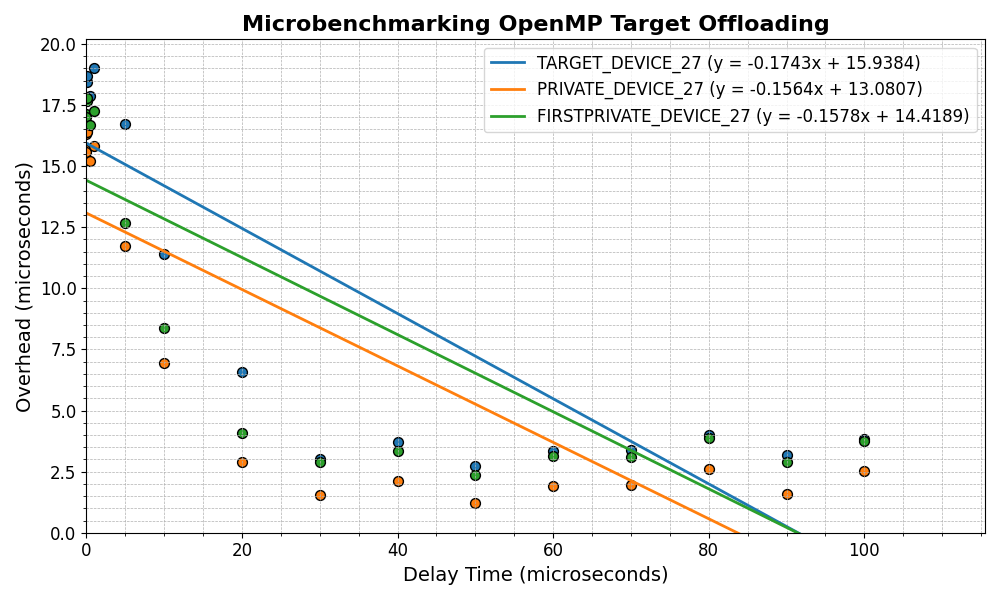 Microbenchmarking OpenMP Target Offloading
TARGET_DEVICE_27 (y = -0.1743x + 15.9384)
PRIVATE_DEVICE_27 (y = -0.1564x + 13.0807)
FIRSTPRIVATE_DEVICE_27 (y = -0.1578x + 14.4189)
Overhead (microseconds)
20.0
17.5
15.0
12.5
10.0
7.5
5.0
2.5
0.0
0 20 40 60 80 100
Delay Time (microseconds)